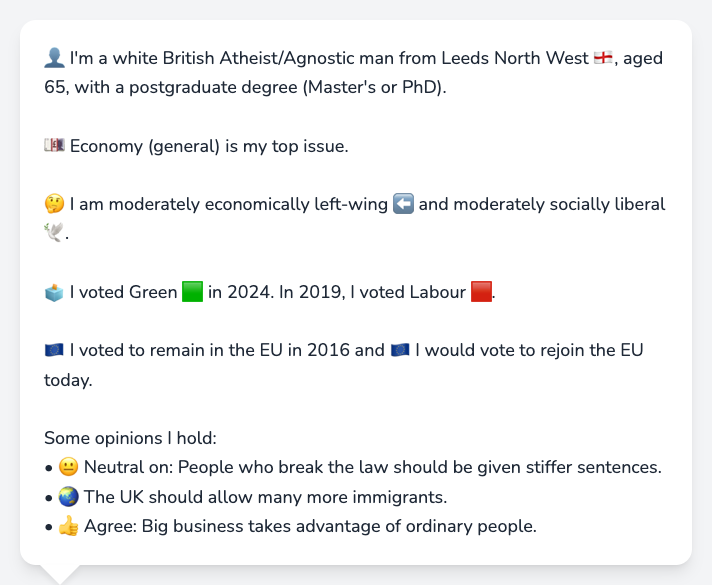 👤 I'm a white British Atheist/Agnostic man from Leeds North West 🏴󠁧󠁢󠁥󠁮󠁧󠁿, aged
65, with a postgraduate degree (Master's or PhD).
💷 Economy (general) is my top issue.
🤔 I am moderately economically left-wing ⬅️ and moderately socially liberal
🕊️.
🗳️ I voted Green 🟩 in 2024. In 2019, I voted Labour 🟥.
🇪🇺 I voted to remain in the EU in 2016 and 🇪🇺 I would vote to rejoin the EU
today.
Some opinions I hold:
• 😐 Neutral on: People who break the law should be given stiffer sentences.
• 🌏 The UK should allow many more immigrants.
• 👍 Agree: Big business takes advantage of ordinary people.